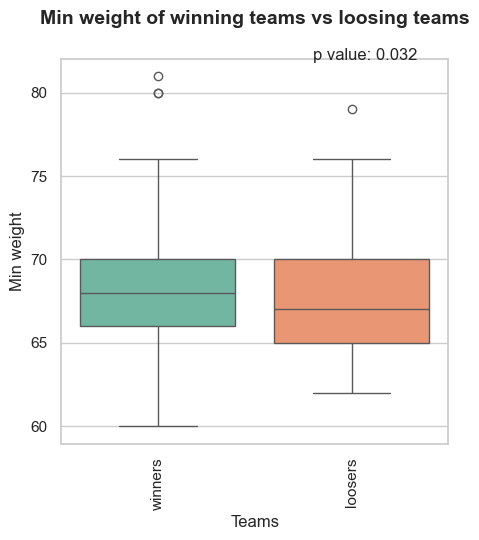 Min weight of winning teams vs loosing teams
p value: 0.032
80
75
70
65
60
Min weight
winners
loosers
Teams